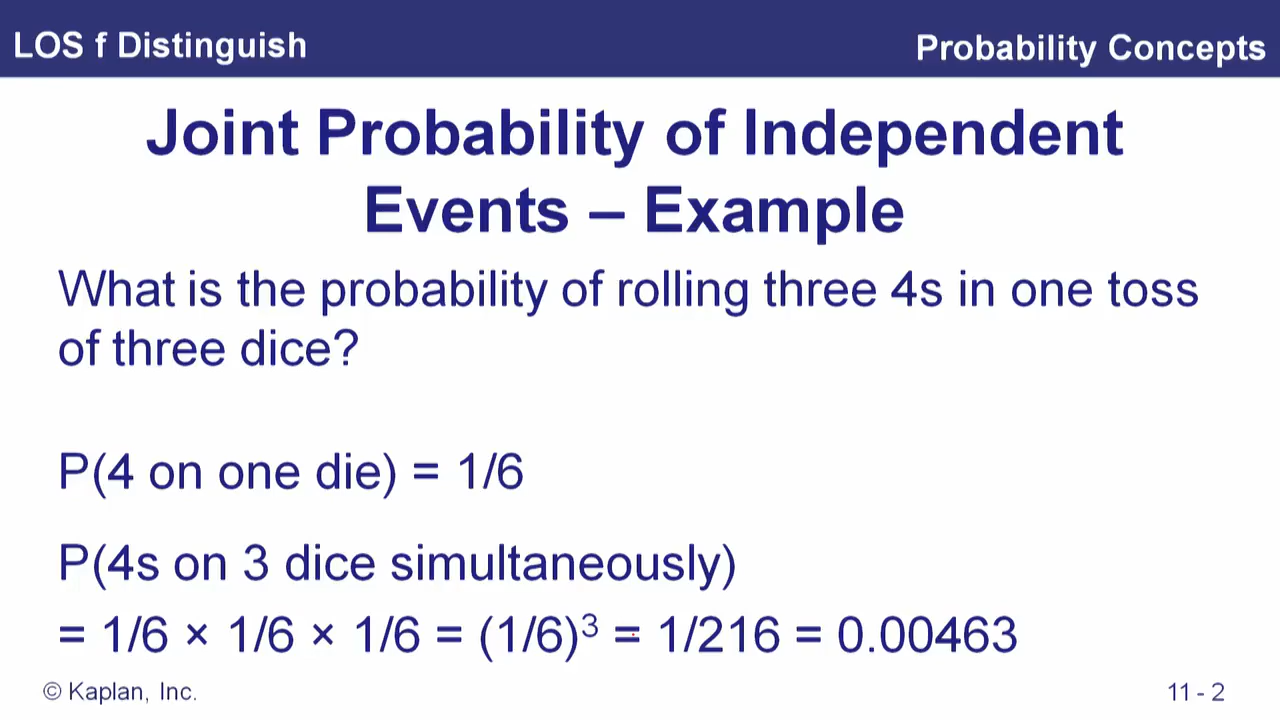 LOS f Distinguish
Probability Concepts
Joint Probability of Independent
Events – Example
What is the probability of rolling three 4s in one toss
of three dice?
P(4 on one die) = 1/6
P(4s on 3 dice simultaneously)
= 1/6 × 1/6 × 1/6 = (1/6)³ = 1/216 = 0.00463
© Kaplan, Inc.
11 - 2